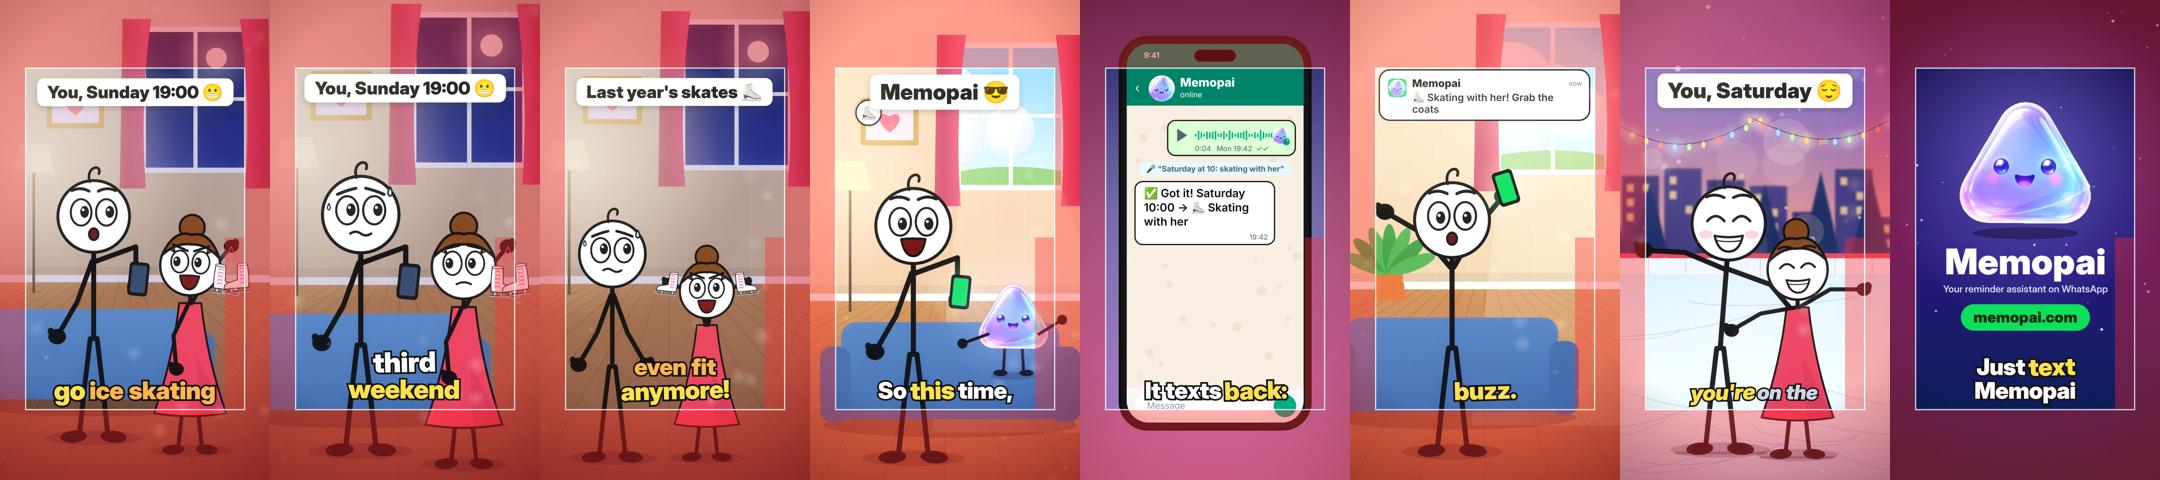 You, Sunday 19:00 😬
go ice skating
You, Sunday 19:00 😬
third
weekend
Last year's skates ⛸️
even fit
anymore!
Memopai 😎
So this time,
9:41
Memopai
online
0:04 Mon 19:42 ✓✓
🎤 "Saturday at 10: skating with her"
✅ Got it! Saturday
10:00 → ⛸️ Skating
with her
19:42
It texts back:
Message
Memopai
now
⛸️ Skating with her! Grab the
coats
buzz.
You, Saturday 😌
you're on the
Memopai
Your reminder assistant on WhatsApp
memopai.com
Just text
Memopai